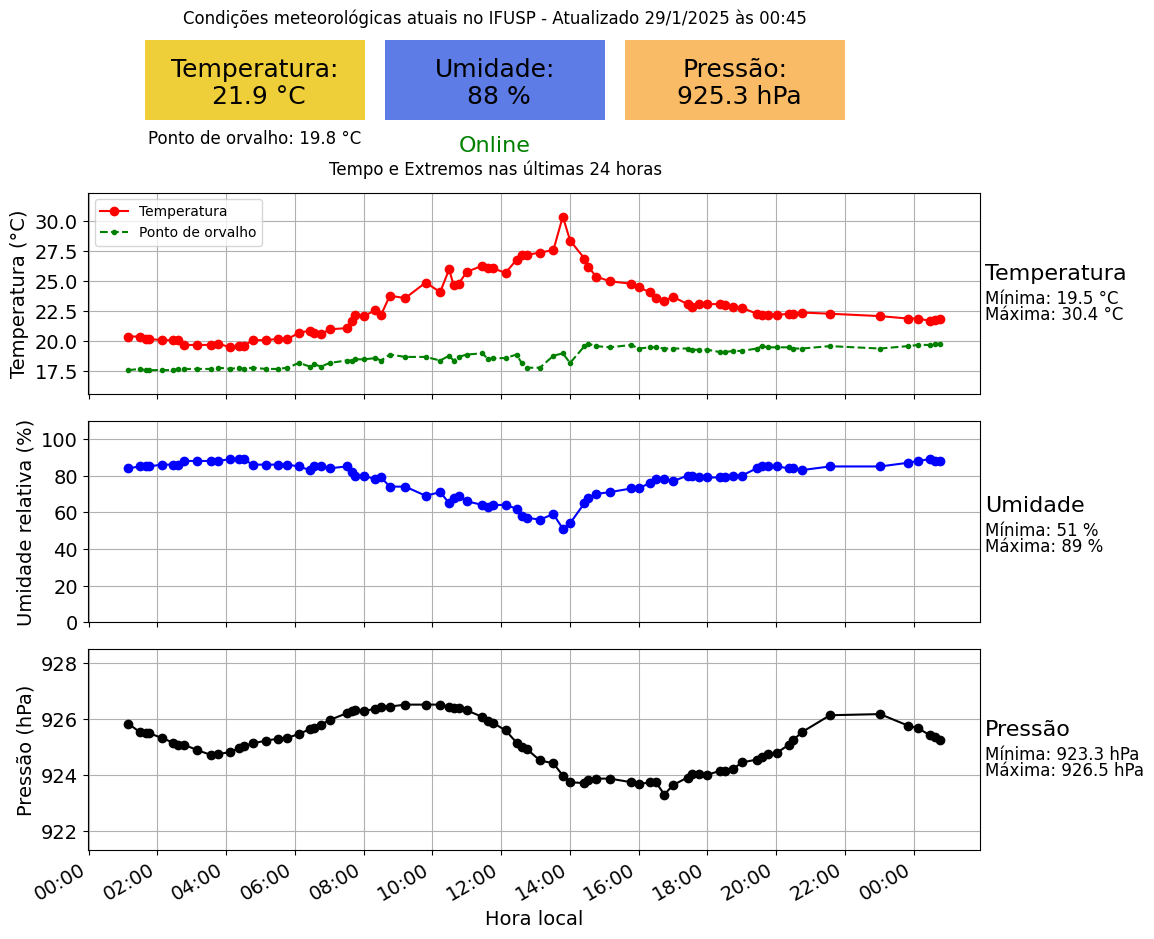 Condições meteorológicas atuais no IFUSP - Atualizado 29/1/2025 às 00:45
Temperatura:
21.9 °C
Umidade:
88 %
Pressão:
925.3 hPa
Ponto de orvalho: 19.8 °C
Online
Tempo e Extremos nas últimas 24 horas
Temperatura (°C)
30.0
27.5
25.0
22.5
20.0
17.5
Temperatura
Ponto de orvalho
Temperatura
Mínima: 19.5 °C
Máxima: 30.4 °C
Umidade relativa (%)
100
80
60
40
20
0
Umidade
Mínima: 51 %
Máxima: 89 %
Pressão (hPa)
928
926
924
922
Pressão
Mínima: 923.3 hPa
Máxima: 926.5 hPa
00:00 02:00 04:00 06:00 08:00 10:00 12:00 14:00 16:00 18:00 20:00 22:00 00:00
Hora local